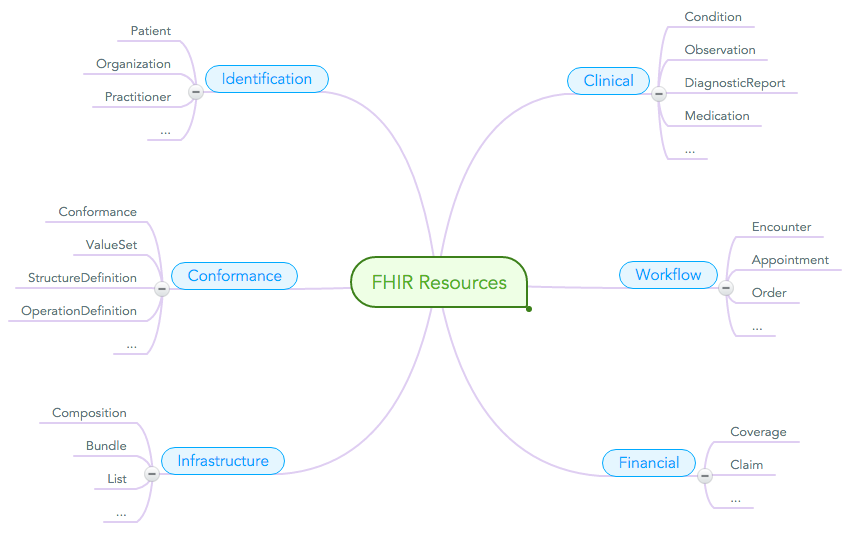 Patient
Organization
Practitioner
...
Identification
Condition
Observation
DiagnosticReport
Medication
...
Clinical
Conformance
ValueSet
StructureDefinition
OperationDefinition
...
Conformance
FHIR Resources
Encounter
Appointment
Order
...
Workflow
Composition
Bundle
List
...
Infrastructure
Coverage
Claim
...
Financial